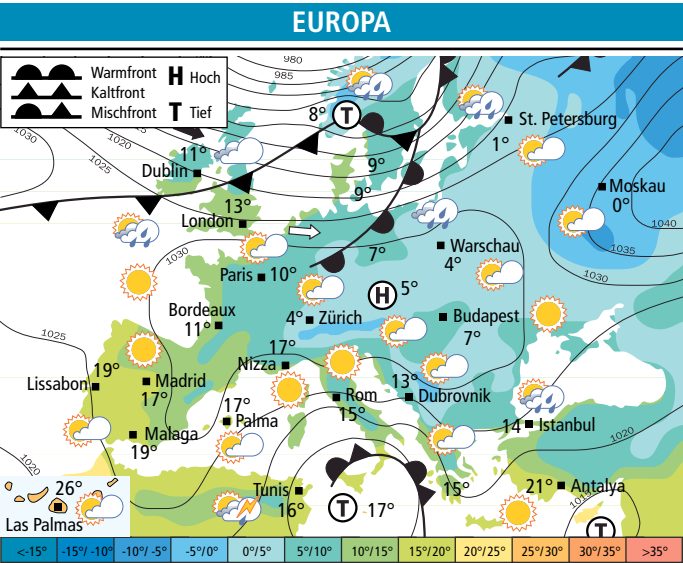 EUROPA
Warmfront
Kaltfront
Mischfront
H Hoch
T Tief
980
985
1030
1025
1020
8° T
11°
Dublin
9°
9°
1°
St. Petersburg
Moskau
0°
1040
1035
1030
13°
London
7°
Warschau
4°
1030
Paris 10°
H 5°
Bordeaux
11°
4° Zürich
Budapest
7°
1025
17°
Nizza
19°
Lissabon
Madrid
17°
13°
Dubrovnik
Rom
15°
17°
Palma
Malaga
19°
14 Istanbul
1020
1020
26°
Las Palmas
Tunis
16°
T -17°
15°
21° Antalya
1015
T
<-15° -15°/-10° -10°/-5° -5°/0° 0°/5° 5°/10° 10°/15° 15°/20° 20°/25° 25°/30° 30°/35° >35°